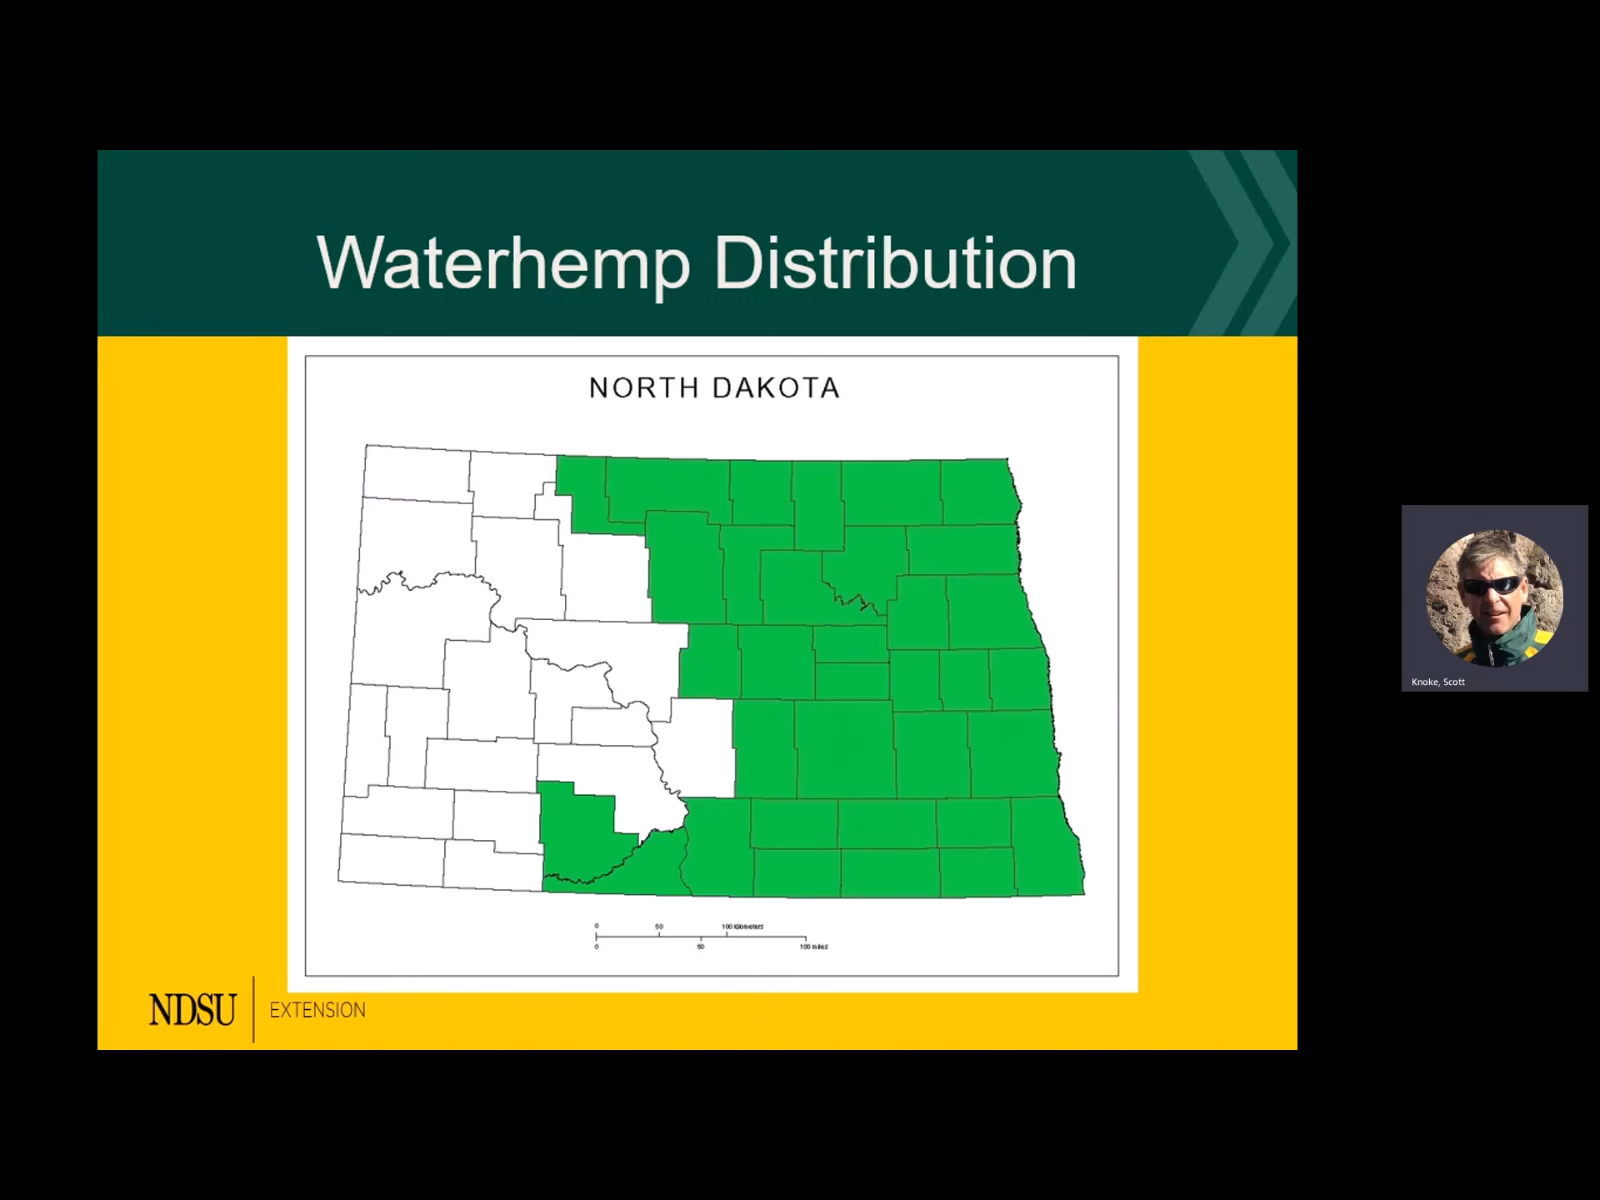 Waterhemp Distribution
NORTH DAKOTA
0 50 100 kilometers
0 50 100 miles
NDSU EXTENSION
Knoke, Scott